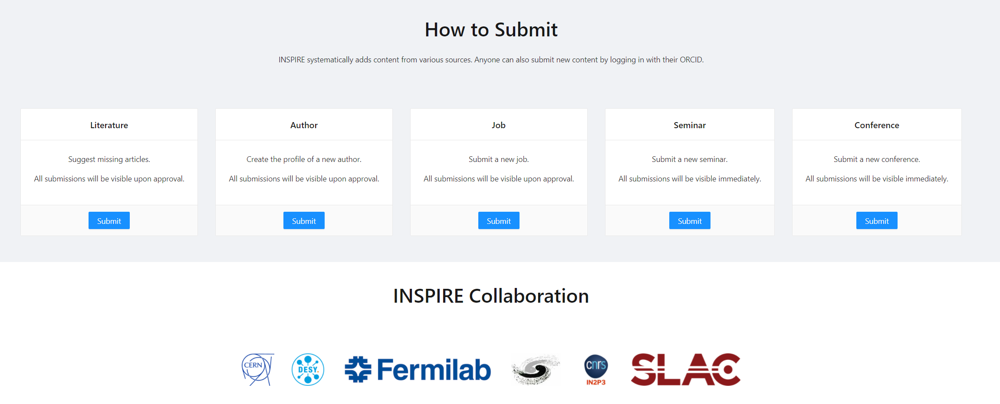 How to Submit
INSPIRE systematically adds content from various sources. Anyone can also submit new content by logging in with their ORCID.
Literature
Suggest missing articles.
All submissions will be visible upon approval.
Submit
Author
Create the profile of a new author.
All submissions will be visible upon approval.
Submit
Job
Submit a new job.
All submissions will be visible upon approval.
Submit
Seminar
Submit a new seminar.
All submissions will be visible immediately.
Submit
Conference
Submit a new conference.
All submissions will be visible immediately.
Submit
INSPIRE Collaboration
CERN
DESY.
Fermilab
cnrs
IN2P3
SLAC